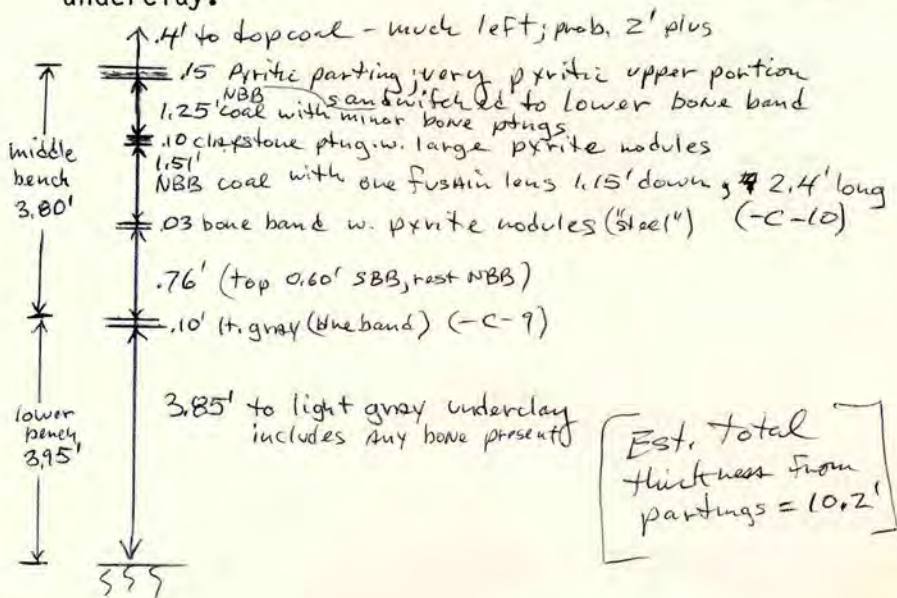 underclay.
.4' to topcoal - much left; prob. 2' plus
.15 Pyritic parting; very pyritic upper portion
NBB sandwitched to lower bone band
1.25' coal with minor bone ptngs
.10 claystone ptng. w. large pyrite nodules
1.51'
NBB coal with one fusain lens 1.15' down, 2.4' long
(-C-10)
.03 bone band w. pyrite nodules ("steel")
middle
bench
3.80'
.76' (top 0.60' SBB, rest NBB)
.10' lt. gray (blue band) (-C-9)
3.85' to light gray underclay
includes any bone present
lower
bench
3.95'
Est. total
thickness from
partings = 10.2'